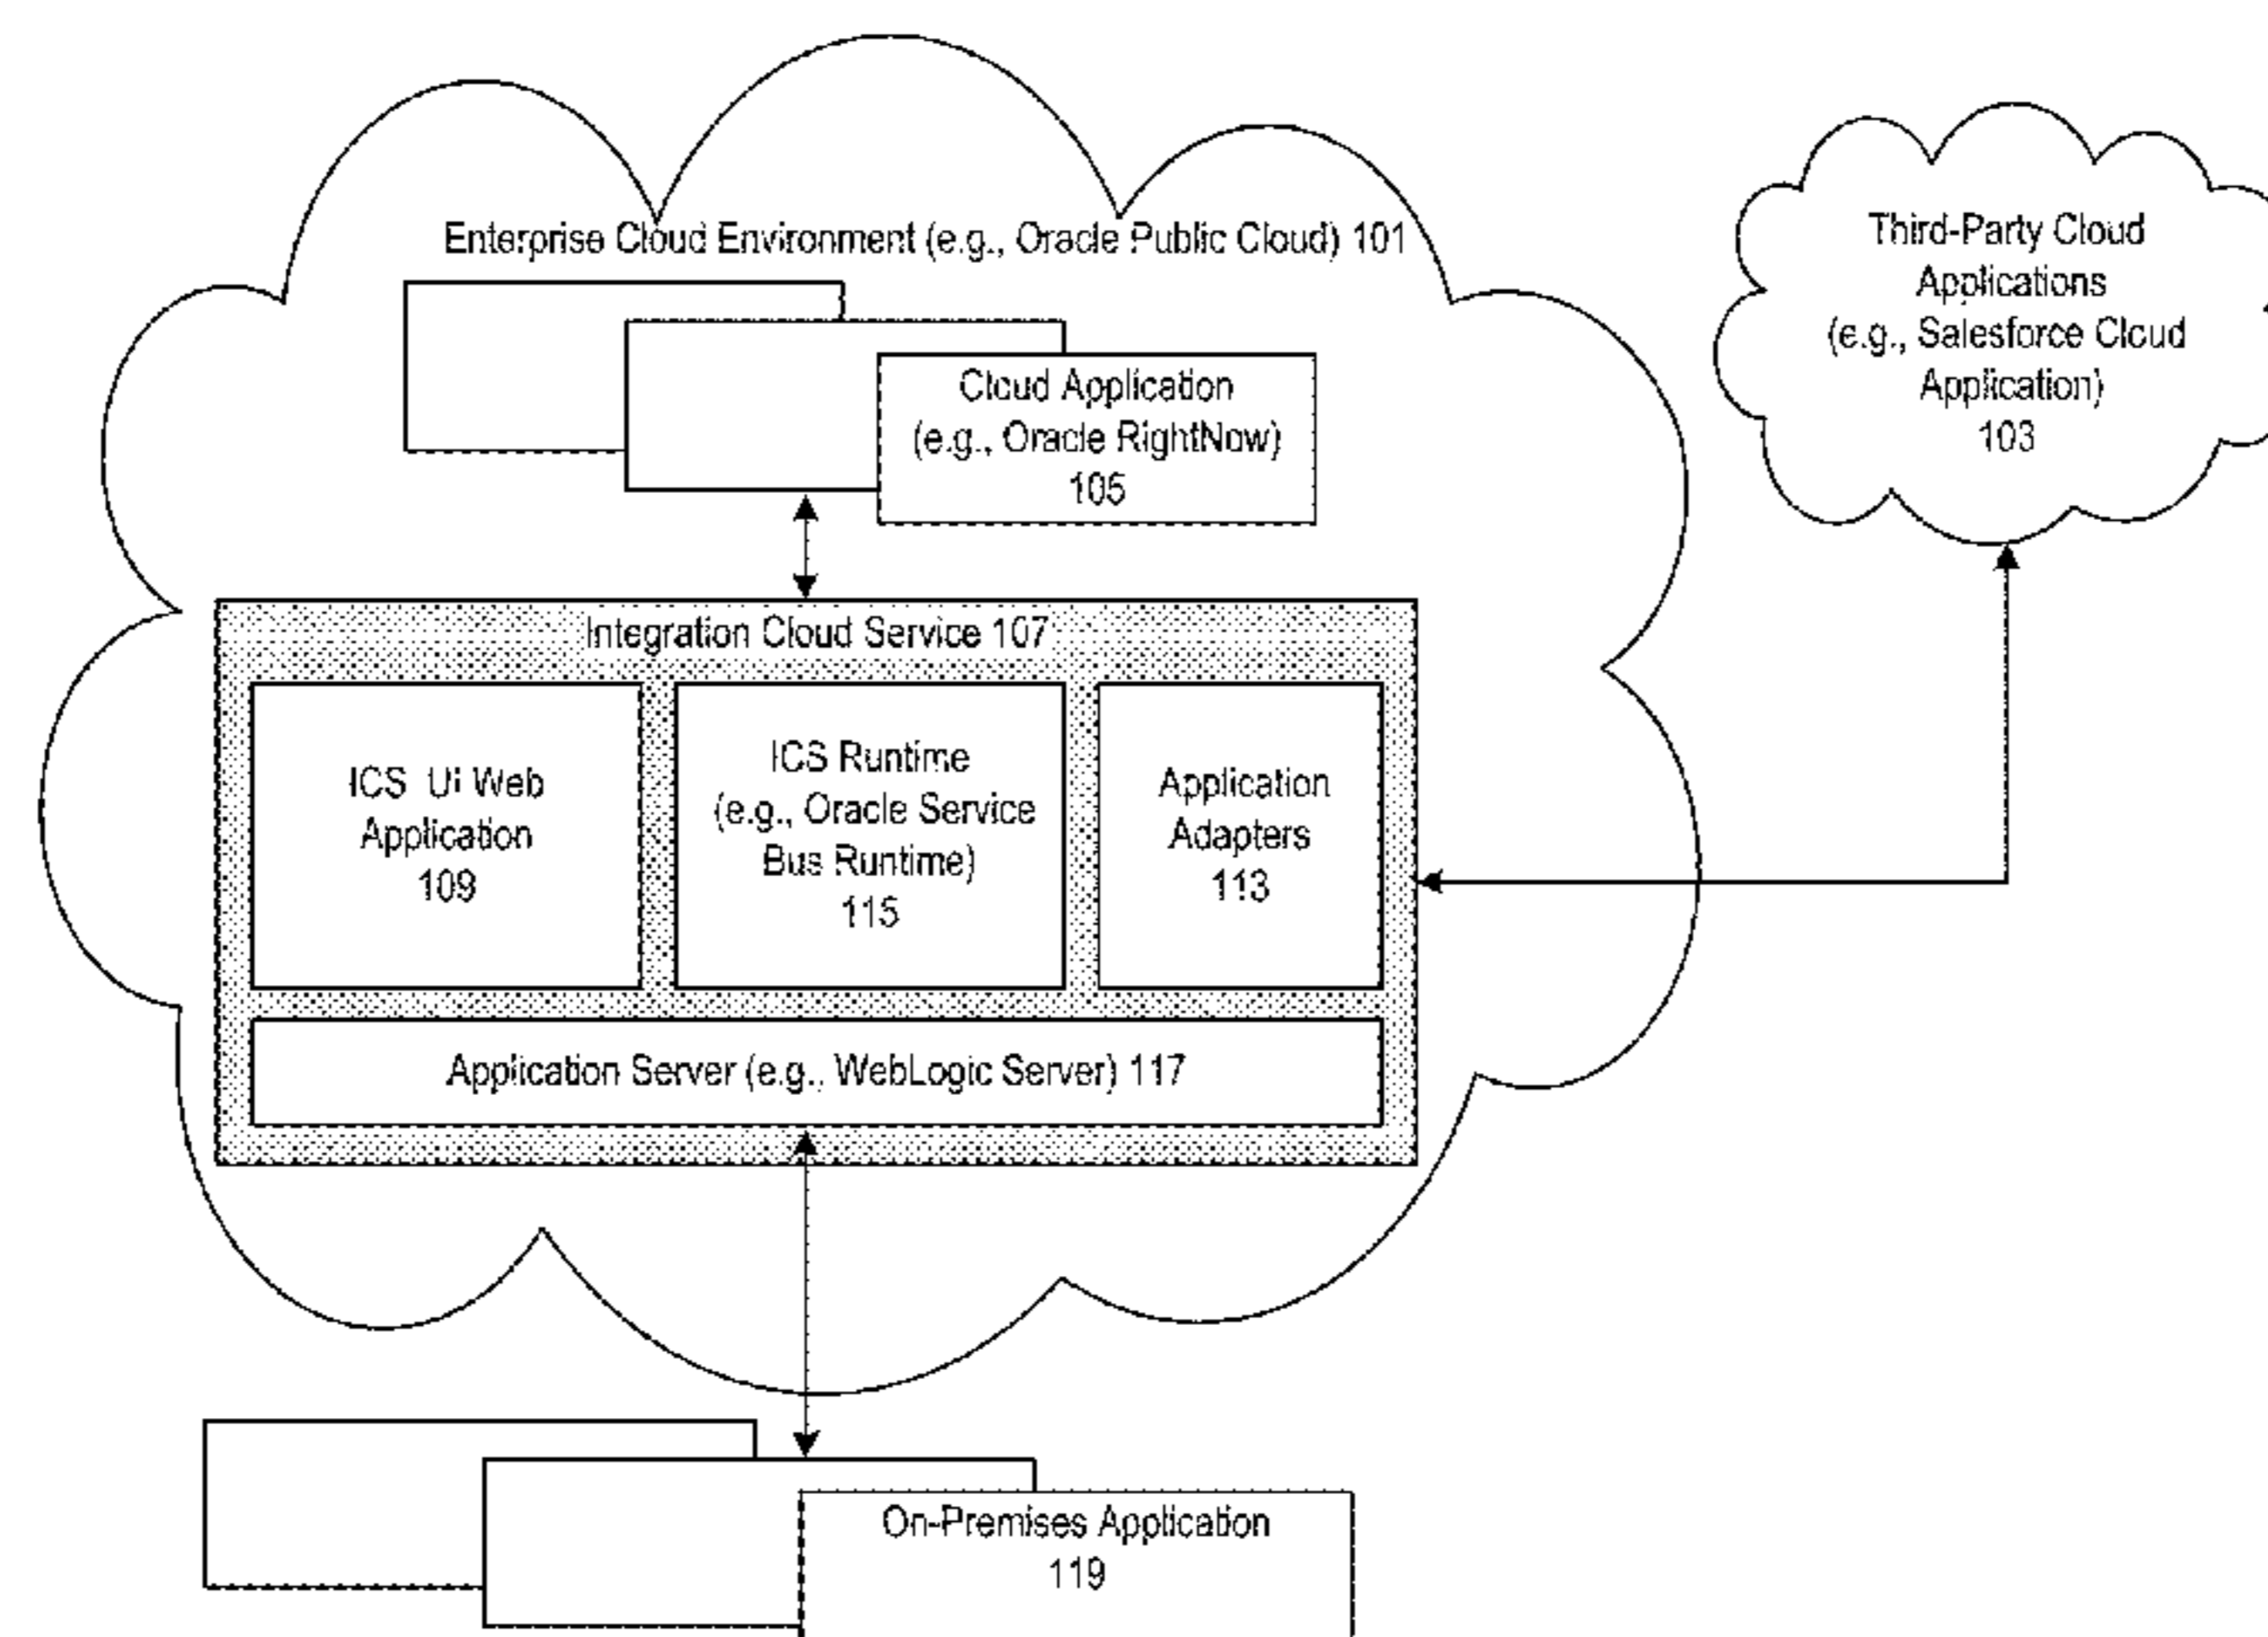 Enterprise Cloud Environment (e.g., Oracle Public Cloud) 101
Third-Party Cloud
Applications
(e.g., Salesforce Cloud
Application)
103
Cloud Application
(e.g., Oracle RightNow)
105
Integration Cloud Service 107
ICS Ui Web
Application
109
ICS Runtime
(e.g., Oracle Service
Bus Runtime)
115
Application
Adapters
113
Application Server (e.g., WebLogic Server) 117
On-Premises Application
119